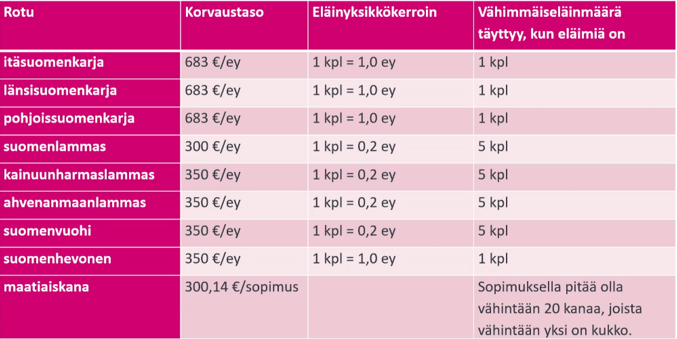 Rotu Korvaustaso Eläinyksikkökerroin Vähimmäiseläinmäärä
täyttyy, kun eläimiä on
itäsuomenkarja 683 €/ey 1 kpl = 1,0 ey 1 kpl
länsisuomenkarja 683 €/ey 1 kpl = 1,0 ey 1 kpl
pohjoissuomenkarja 683 €/ey 1 kpl = 1,0 ey 1 kpl
suomenlammas 300 €/ey 1 kpl = 0,2 ey 5 kpl
kainuunharmaslammas 350 €/ey 1 kpl = 0,2 ey 5 kpl
ahvenanmaanlammas 350 €/ey 1 kpl = 0,2 ey 5 kpl
suomenvuohi 350 €/ey 1 kpl = 0,2 ey 5 kpl
suomenhevonen 350 €/ey 1 kpl = 1,0 ey 1 kpl
maatiaiskana 300,14 €/sopimus Sopimuksella pitää olla
vähintään 20 kanaa, joista
vähintään yksi on kukko.